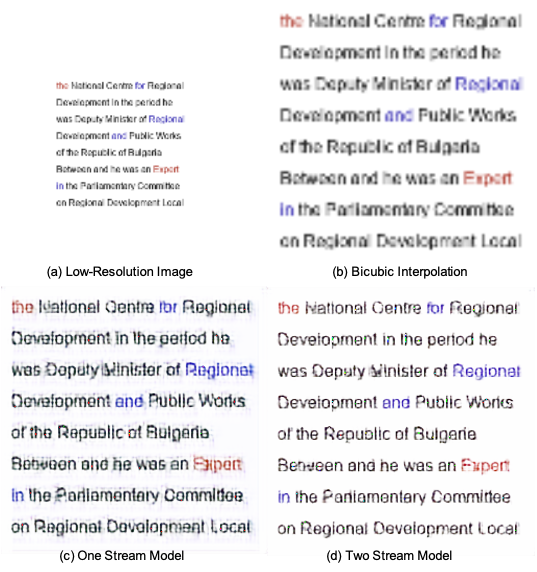 the National Centre for Regional
Development in the period he
was Deputy Minister of Regional
Development and Public Works
of the Republic of Bulgaria
Between and he was an Expert
in the Parliamentary Committee
on Regional Development Local
(a) Low-Resolution Image
the National Centre for Regional
Development in the period he
was Deputy Minister of Regional
Development and Public Works
of the Republic of Bulgaria
Between and he was an Expert
in the Parliamentary Committee
on Regional Development Local
(b) Bicubic Interpolation
the National Centre for Regional
Development in the period he
was Deputy Minister of Regional
Development and Public Works
of the Republic of Bulgaria
Between and he was an Expert
in the Parliamentary Committee
on Regional Development Local
(c) One Stream Model
the National Centre for Regional
Development in the period he
was Deputy Minister of Regional
Development and Public Works
of the Republic of Bulgaria
Between and he was an Expert
in the Parliamentary Committee
on Regional Development Local
(d) Two Stream Model